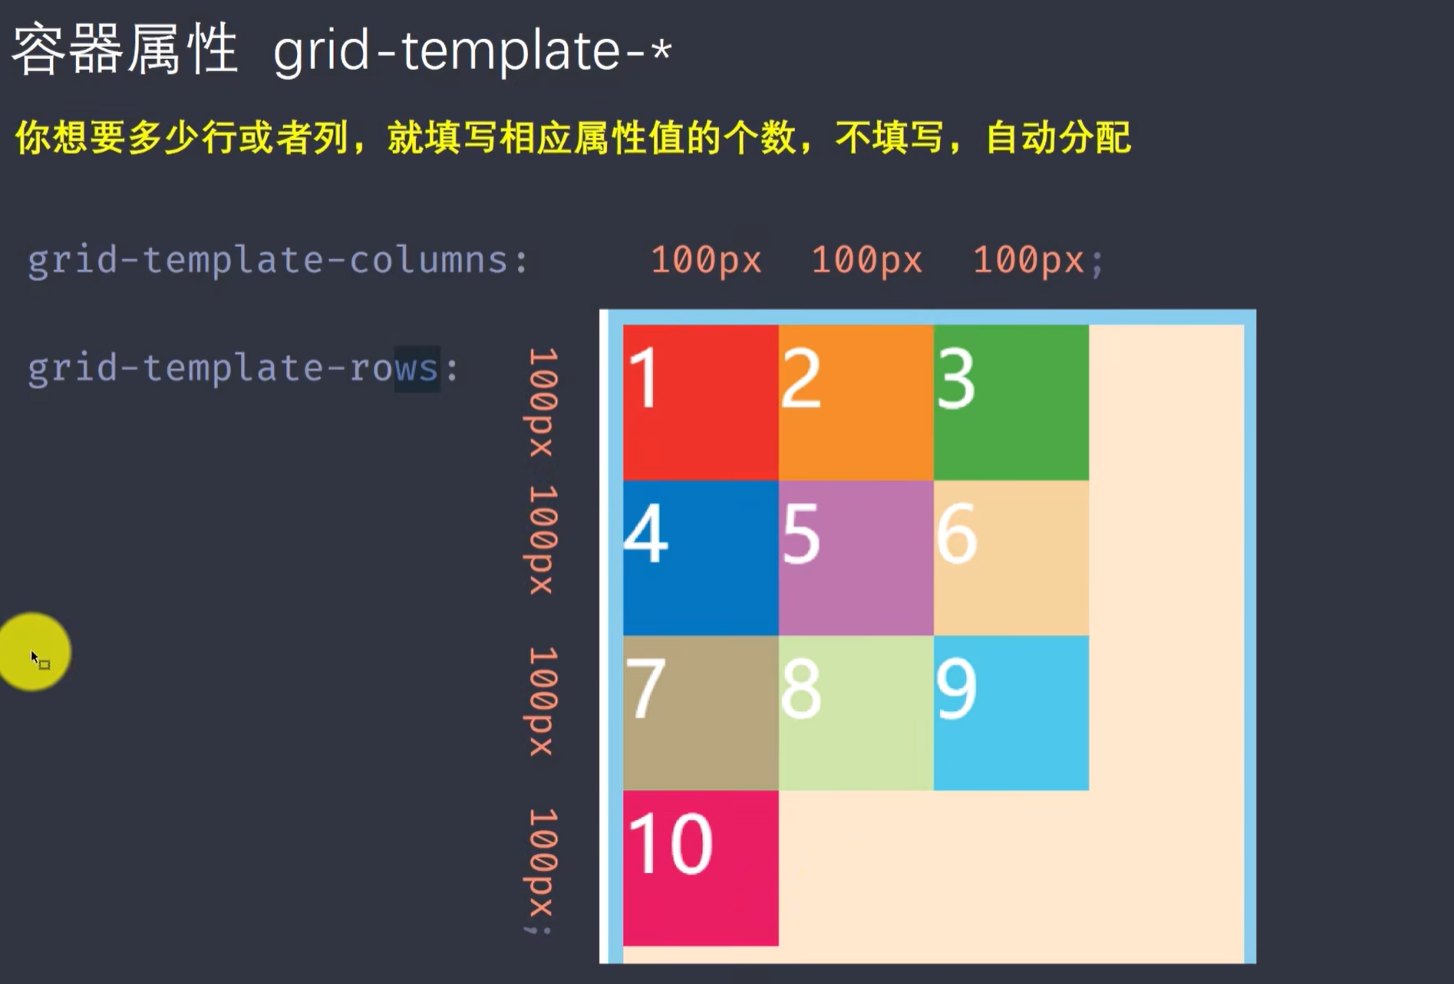 容器属性 grid-template-*
你想要多少行或者列，就填写相应属性值的个数，不填写，自动分配
grid-template-columns: 100px 100px 100px;
grid-template-rows: 100px 100px 100px 100px;
1 2 3
4 5 6
7 8 9
10